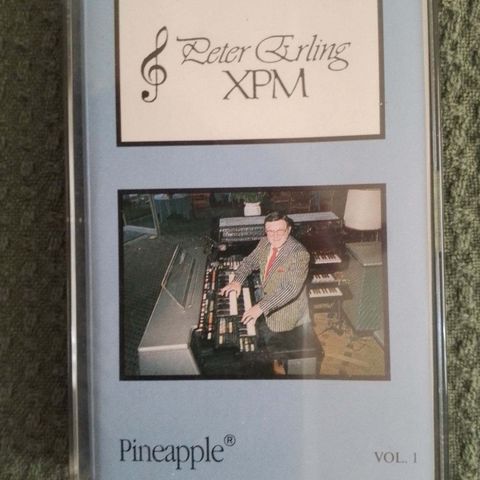 Peter Erling
XPM
Pineapple®
VOL. 1